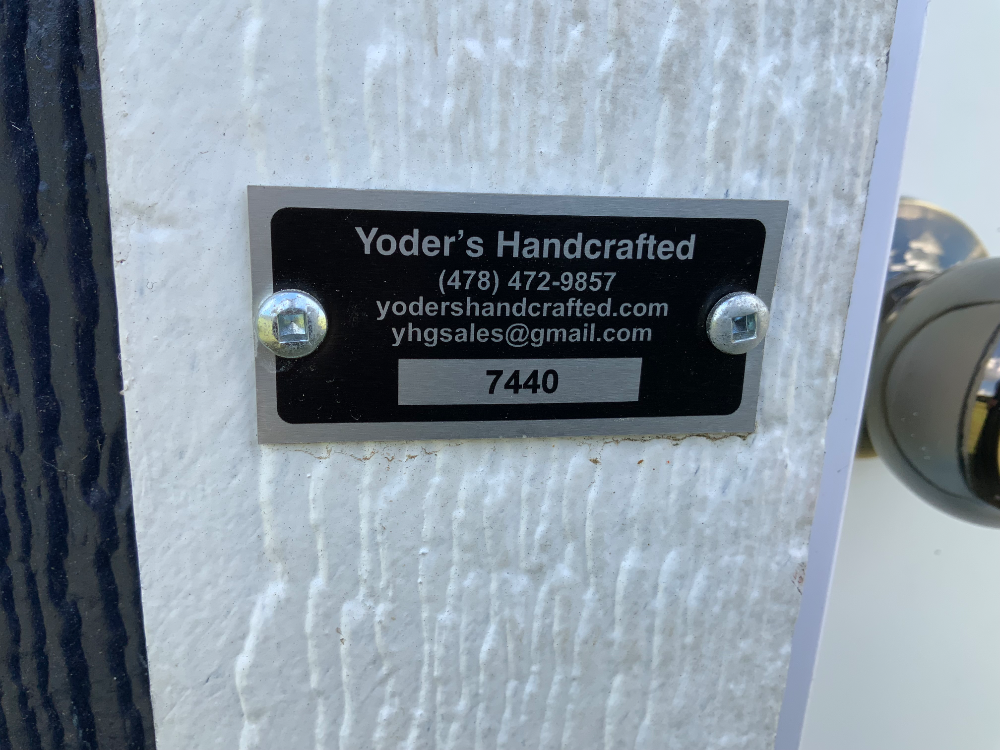 Yoder's Handcrafted
(478) 472-9857
yodershandcrafted.com
yhgsales@gmail.com
7440